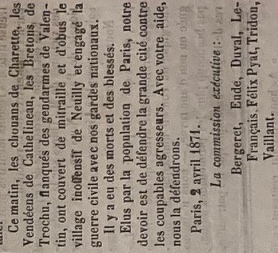 Ce matin, les chouans de Charette, les
Vendéens de Cathelineau, les Bretons de
Trochu, flanqués des gendarmes de Valen-
tin, ont couvert de mitraille et d'obus le
village inoffensif de Neuilly et engagé la
guerre civile avec nos gardes nationaux.
Il y a eu des morts et des blessés.
Elus par la population de Paris, notre
devoir est de défendre la grande cité contre
les coupables agresseurs. Avec votre aide,
nous la défendrons.
Paris, 2 avril 1871.
La commission exécutive :
Bergeret, Eude, Duval, Le-
Français, Félix Pyat, Tridon,
Vaillant.